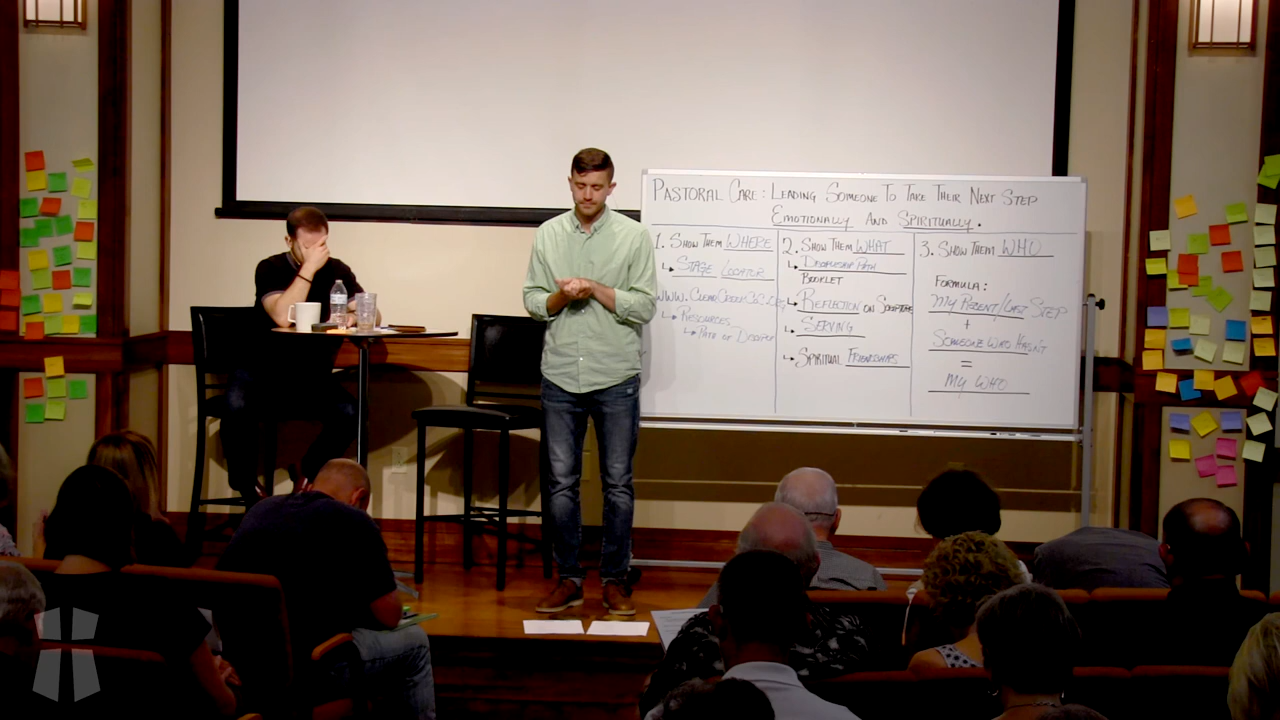 PASTORAL CARE: LEADING SOMEONE TO TAKE THEIR NEXT STEP
EMOTIONALLY AND SPIRITUALLY.
1. SHOW THEM WHERE
STAGE LOCATOR
RESOURCES
PATH OF
2. SHOW THEM WHAT
DISCIPLESHIP PATH
BOOKLET
REFLECTION ON SCRIPTURE
SERVING
SPIRITUAL FRIENDSHIPS
3. SHOW THEM WHO
FORMULA:
MY RECENT/LAST STEP
+
SOMEONE WHO HASN'T
=
MY WHO